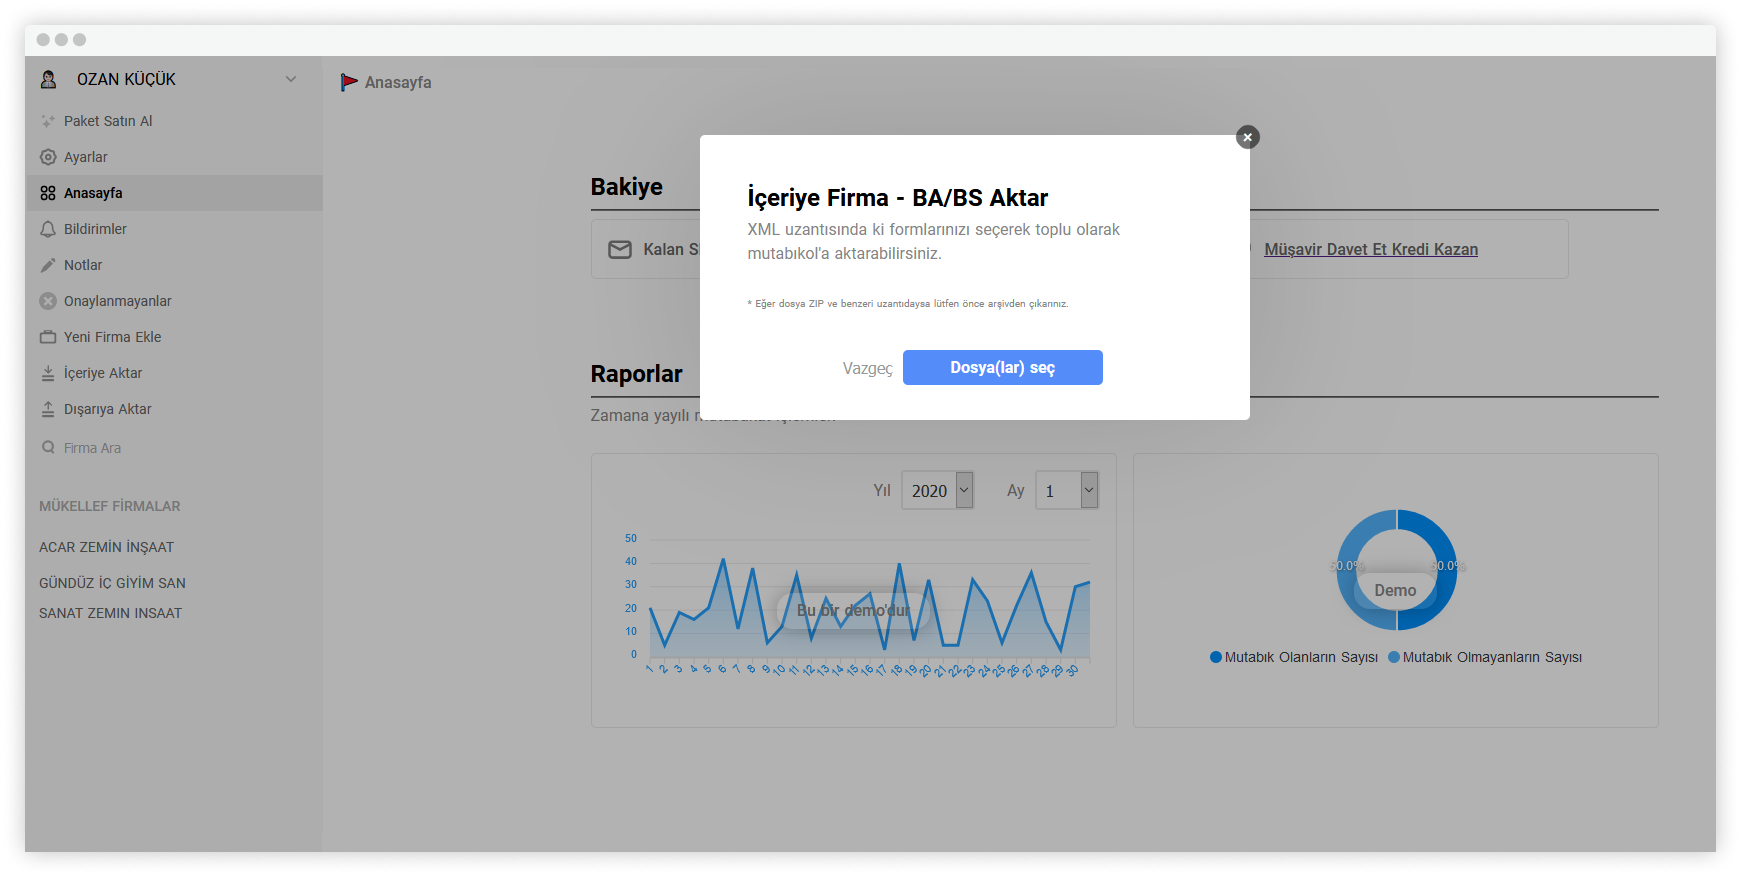 OZAN KÜÇÜK
Paket Satın Al
Ayarlar
Anasayfa
Bildirimler
Notlar
Onaylanmayanlar
Yeni Firma Ekle
İçeriye Aktar
Dışarıya Aktar
Firma Ara
MÜKELLEF FİRMALAR
ACAR ZEMİN İNŞAAT
GÜNDÜZ İÇ GİYİM SAN
SANAT ZEMIN INSAAT
Anasayfa
Bakiye
Kalan
Müşavir Davet Et Kredi Kazan
İçeriye Firma - BA/BS Aktar
XML uzantısında ki formlarınızı seçerek toplu olarak
mutabıkol'a aktarabilirsiniz.
* Eğer dosya ZIP ve benzeri uzantıdaysa lütfen önce arşivden çıkarınız.
Vazgeç Dosya(lar) seç
Raporlar
Zamana yayılı
Yıl 2020 Ay 1
50
40
30
20
10
0
Bu bir demo'dur
1 2 3 4 5 6 7 8 9 10 11 12 13 14 15 16 17 18 19 20 21 22 23 24 25 26 27 28 29 30
50.0% 50.0%
Demo
Mutabık Olanların Sayısı Mutabık Olmayanların Sayısı